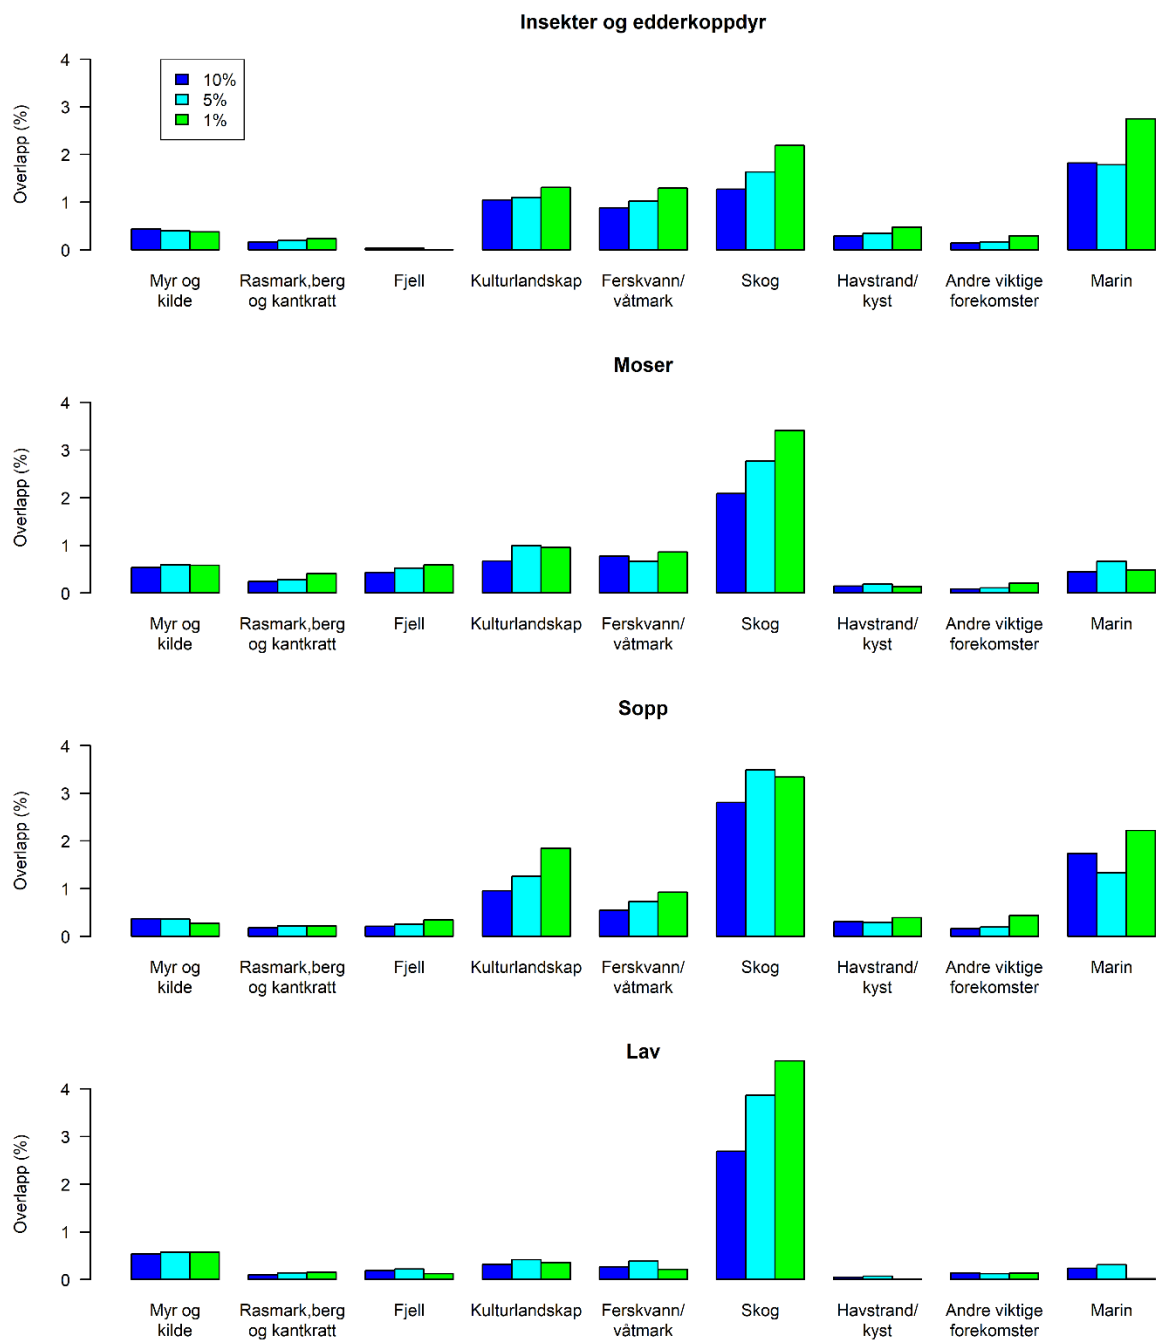 Insekter og edderkoppdyr
Overlapp (%)
4
3
2
1
0
10%
5%
1%
Myr og
kilde
Rasmark,berg
og kantkratt
Fjell
Kulturlandskap
Ferskvann/
våtmark
Skog
Havstrand/
kyst
Andre viktige
forekomster
Marin
Moser
Overlapp (%)
4
3
2
1
0
Myr og
kilde
Rasmark,berg
og kantkratt
Fjell
Kulturlandskap
Ferskvann/
våtmark
Skog
Havstrand/
kyst
Andre viktige
forekomster
Marin
Sopp
Overlapp (%)
4
3
2
1
0
Myr og
kilde
Rasmark,berg
og kantkratt
Fjell
Kulturlandskap
Ferskvann/
våtmark
Skog
Havstrand/
kyst
Andre viktige
forekomster
Marin
Lav
Overlapp (%)
4
3
2
1
0
Myr og
kilde
Rasmark,berg
og kantkratt
Fjell
Kulturlandskap
Ferskvann/
våtmark
Skog
Havstrand/
kyst
Andre viktige
forekomster
Marin